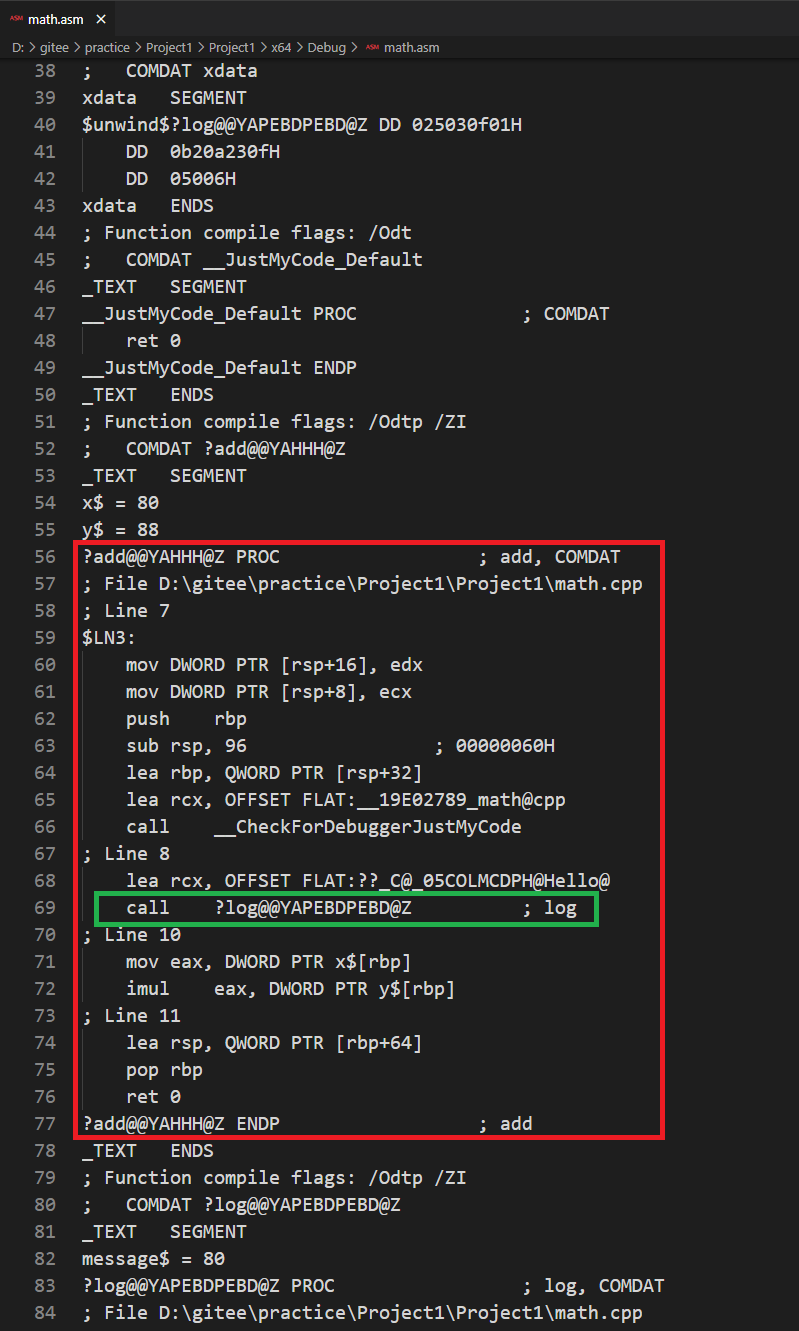 ASM math.asm ×
D: > gitee > practice > Project1 > Project1 > x64 > Debug > ASM math.asm
38 ;   COMDAT xdata
39 xdata   SEGMENT
40 $unwind$?log@@YAPEBDPEBD@Z DD 025030f01H
41     DD  0b20a230fH
42     DD  05006H
43 xdata   ENDS
44 ; Function compile flags: /Odt
45 ;   COMDAT __JustMyCode_Default
46 _TEXT   SEGMENT
47 __JustMyCode_Default PROC               ; COMDAT
48     ret 0
49 __JustMyCode_Default ENDP
50 _TEXT   ENDS
51 ; Function compile flags: /Odtp /ZI
52 ;   COMDAT ?add@@YAHHH@Z
53 _TEXT   SEGMENT
54 x$ = 80
55 y$ = 88
56 ?add@@YAHHH@Z PROC                  ; add, COMDAT
57 ; File D:\gitee\practice\Project1\Project1\math.cpp
58 ; Line 7
59 $LN3:
60     mov DWORD PTR [rsp+16], edx
61     mov DWORD PTR [rsp+8], ecx
62     push    rbp
63     sub rsp, 96                 ; 00000060H
64     lea rbp, QWORD PTR [rsp+32]
65     lea rcx, OFFSET FLAT:__19E02789_math@cpp
66     call    __CheckForDebuggerJustMyCode
67 ; Line 8
68     lea rcx, OFFSET FLAT:??_C@_05COLMCDPH@Hello@
69     call    ?log@@YAPEBDPEBD@Z          ; log
70 ; Line 10
71     mov eax, DWORD PTR x$[rbp]
72     imul    eax, DWORD PTR y$[rbp]
73 ; Line 11
74     lea rsp, QWORD PTR [rbp+64]
75     pop rbp
76     ret 0
77 ?add@@YAHHH@Z ENDP                  ; add
78 _TEXT   ENDS
79 ; Function compile flags: /Odtp /ZI
80 ;   COMDAT ?log@@YAPEBDPEBD@Z
81 _TEXT   SEGMENT
82 message$ = 80
83 ?log@@YAPEBDPEBD@Z PROC                 ; log, COMDAT
84 ; File D:\gitee\practice\Project1\Project1\math.cpp